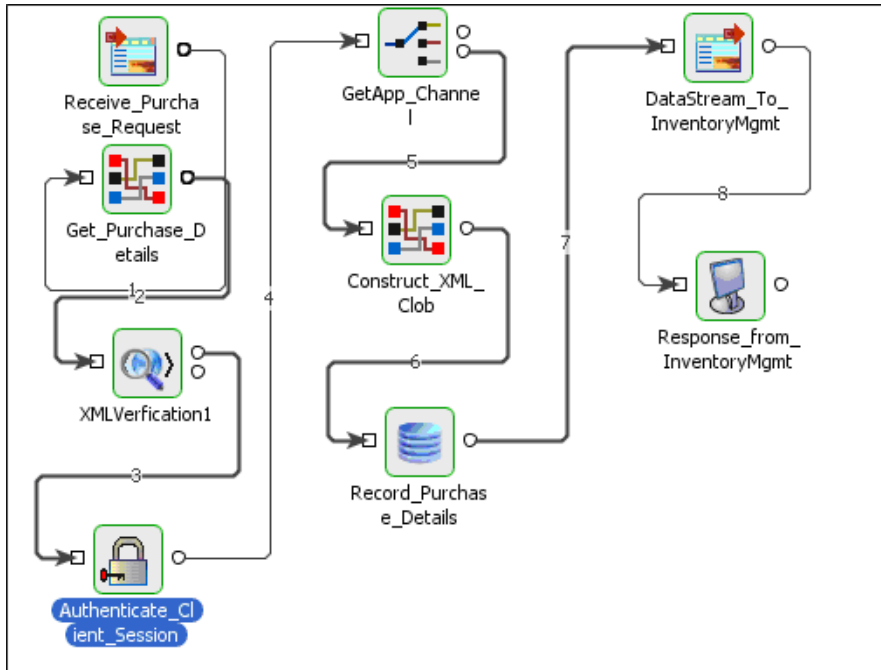 Receive_Purcha
se_Request
Get_Purchase_D
etails
1
2
XMLVerfication1
3
Authenticate_Cl
ient_Session
4
GetApp_Channe
l
5
Construct_XML_
Clob
6
Record_Purchas
e_Details
7
DataStream_To_
InventoryMgmt
8
Response_from_
InventoryMgmt